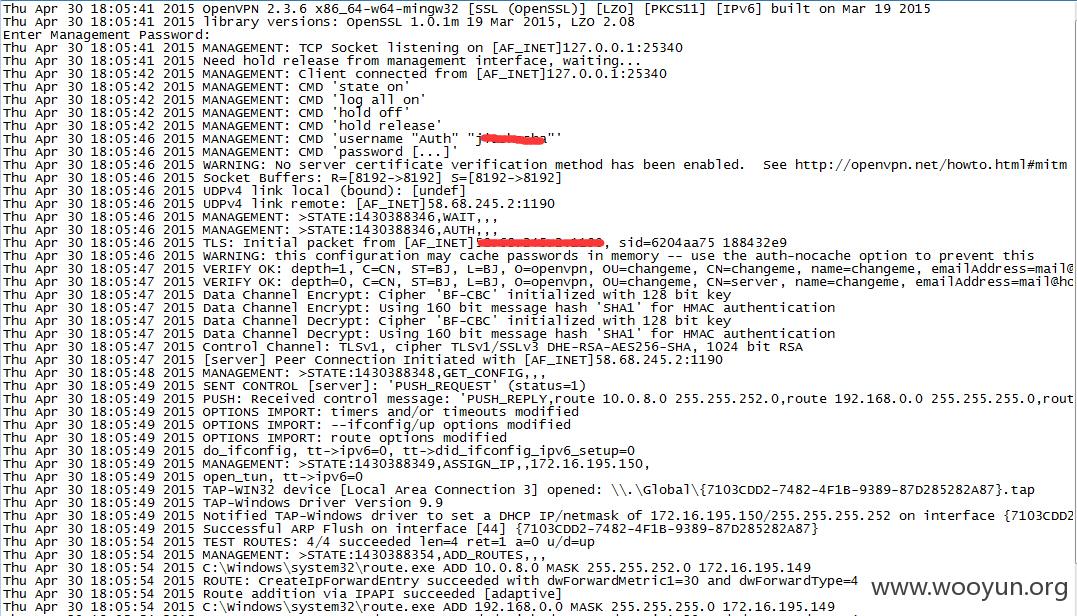 Thu Apr 30 18:05:41 2015 OpenVPN 2.3.6 x86_64-w64-mingw32 [SSL (OpenSSL)] [LZO] [PKCS11] [IPv6] built on Mar 19 2015
Thu Apr 30 18:05:41 2015 library versions: OpenSSL 1.0.1m 19 Mar 2015, LZO 2.08
Enter Management Password:
Thu Apr 30 18:05:41 2015 MANAGEMENT: TCP Socket listening on [AF_INET]127.0.0.1:25340
Thu Apr 30 18:05:41 2015 Need hold release from management interface, waiting...
Thu Apr 30 18:05:42 2015 MANAGEMENT: Client connected from [AF_INET]127.0.0.1:25340
Thu Apr 30 18:05:42 2015 MANAGEMENT: CMD 'state on'
Thu Apr 30 18:05:42 2015 MANAGEMENT: CMD 'log all on'
Thu Apr 30 18:05:42 2015 MANAGEMENT: CMD 'hold off'
Thu Apr 30 18:05:42 2015 MANAGEMENT: CMD 'hold release'
Thu Apr 30 18:05:46 2015 MANAGEMENT: CMD 'username "Auth"
Thu Apr 30 18:05:46 2015 MANAGEMENT: CMD 'password [...]'
Thu Apr 30 18:05:46 2015 WARNING: No server certificate verification method has been enabled.  See http://openvpn.net/howto.html#mitm
Thu Apr 30 18:05:46 2015 Socket Buffers: R=[8192->8192] S=[8192->8192]
Thu Apr 30 18:05:46 2015 UDPv4 link local (bound): [undef]
Thu Apr 30 18:05:46 2015 UDPv4 link remote: [AF_INET]58.68.245.2:1190
Thu Apr 30 18:05:46 2015 MANAGEMENT: >STATE:1430388346,WAIT,,,
Thu Apr 30 18:05:46 2015 MANAGEMENT: >STATE:1430388346,AUTH,,,
Thu Apr 30 18:05:46 2015 TLS: Initial packet from [AF_INET] , sid=6204aa75 188432e9
Thu Apr 30 18:05:46 2015 WARNING: this configuration may cache passwords in memory -- use the auth-nocache option to prevent this
Thu Apr 30 18:05:47 2015 VERIFY OK: depth=1, C=CN, ST=BJ, L=BJ, O=openvpn, OU=changeme, CN=changeme, name=changeme, emailAddress=mail@
Thu Apr 30 18:05:47 2015 VERIFY OK: depth=0, C=CN, ST=BJ, L=BJ, O=openvpn, OU=changeme, CN=server, name=changeme, emailAddress=mail@ho
Thu Apr 30 18:05:47 2015 Data Channel Encrypt: Cipher 'BF-CBC' initialized with 128 bit key
Thu Apr 30 18:05:47 2015 Data Channel Encrypt: Using 160 bit message hash 'SHA1' for HMAC authentication
Thu Apr 30 18:05:47 2015 Data Channel Decrypt: Cipher 'BF-CBC' initialized with 128 bit key
Thu Apr 30 18:05:47 2015 Data Channel Decrypt: Using 160 bit message hash 'SHA1' for HMAC authentication
Thu Apr 30 18:05:47 2015 Control Channel: TLSv1, cipher TLSv1/SSLv3 DHE-RSA-AES256-SHA, 1024 bit RSA
Thu Apr 30 18:05:47 2015 [server] Peer Connection Initiated with [AF_INET]58.68.245.2:1190
Thu Apr 30 18:05:48 2015 MANAGEMENT: >STATE:1430388348,GET_CONFIG,,,
Thu Apr 30 18:05:49 2015 SENT CONTROL [server]: 'PUSH_REQUEST' (status=1)
Thu Apr 30 18:05:49 2015 PUSH: Received control message: 'PUSH_REPLY,route 10.0.8.0 255.255.252.0,route 192.168.0.0 255.255.255.0,rout
Thu Apr 30 18:05:49 2015 OPTIONS IMPORT: timers and/or timeouts modified
Thu Apr 30 18:05:49 2015 OPTIONS IMPORT: --ifconfig/up options modified
Thu Apr 30 18:05:49 2015 OPTIONS IMPORT: route options modified
Thu Apr 30 18:05:49 2015 do_ifconfig, tt->ipv6=0, tt->did_ifconfig_ipv6_setup=0
Thu Apr 30 18:05:49 2015 MANAGEMENT: >STATE:1430388349,ASSIGN_IP,,172.16.195.150,
Thu Apr 30 18:05:49 2015 open_tun, tt->ipv6=0
Thu Apr 30 18:05:49 2015 TAP-WIN32 device [Local Area Connection 3] opened: \\.\Global\{7103CDD2-7482-4F1B-9389-87D285282A87}.tap
Thu Apr 30 18:05:49 2015 TAP-Windows Driver Version 9.9
Thu Apr 30 18:05:49 2015 Notified TAP-Windows driver to set a DHCP IP/netmask of 172.16.195.150/255.255.255.252 on interface {7103CDD2
Thu Apr 30 18:05:49 2015 Successful ARP Flush on interface [44] {7103CDD2-7482-4F1B-9389-87D285282A87}
Thu Apr 30 18:05:54 2015 TEST ROUTES: 4/4 succeeded len=4 ret=1 a=0 u/d=up
Thu Apr 30 18:05:54 2015 MANAGEMENT: >STATE:1430388354,ADD_ROUTES,,,
Thu Apr 30 18:05:54 2015 C:\Windows\system32\route.exe ADD 10.0.8.0 MASK 255.255.252.0 172.16.195.149
Thu Apr 30 18:05:54 2015 ROUTE: CreateIpForwardEntry succeeded with dwForwardMetric1=30 and dwForwardType=4
Thu Apr 30 18:05:54 2015 Route addition via IPAPI succeeded [adaptive]
Thu Apr 30 18:05:54 2015 C:\Windows\system32\route.exe ADD 192.168.0.0 MASK 255.255.255.0 172.16.195.149
www.wooyun.org